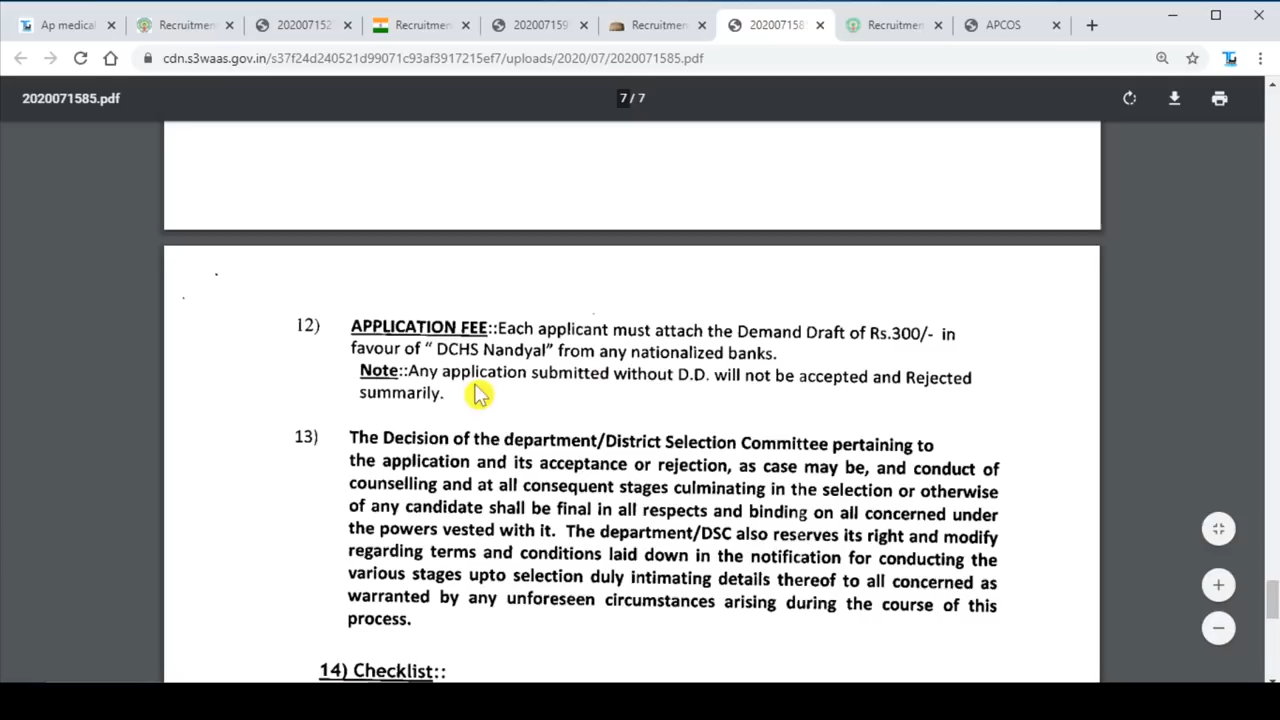 Ap medical
Recruitmen
202007152
Recruitmen
202007159
Recruitmen
202007158
Recruitmen
APCOS
cdn.s3waas.gov.in/s37f24d240521d99071c93af3917215ef7/uploads/2020/07/2020071585.pdf
2020071585.pdf
7 / 7
12) APPLICATION FEE::Each applicant must attach the Demand Draft of Rs.300/- in
favour of “ DCHS Nandyal” from any nationalized banks.
Note::Any application submitted without D.D. will not be accepted and Rejected
summarily.
13) The Decision of the department/District Selection Committee pertaining to
the application and its acceptance or rejection, as case may be, and conduct of
counselling and at all consequent stages culminating in the selection or otherwise
of any candidate shall be final in all respects and binding on all concerned under
the powers vested with it. The department/DSC also reserves its right and modify
regarding terms and conditions laid down in the notification for conducting the
various stages upto selection duly intimating details thereof to all concerned as
warranted by any unforeseen circumstances arising during the course of this
process.
14) Checklist::